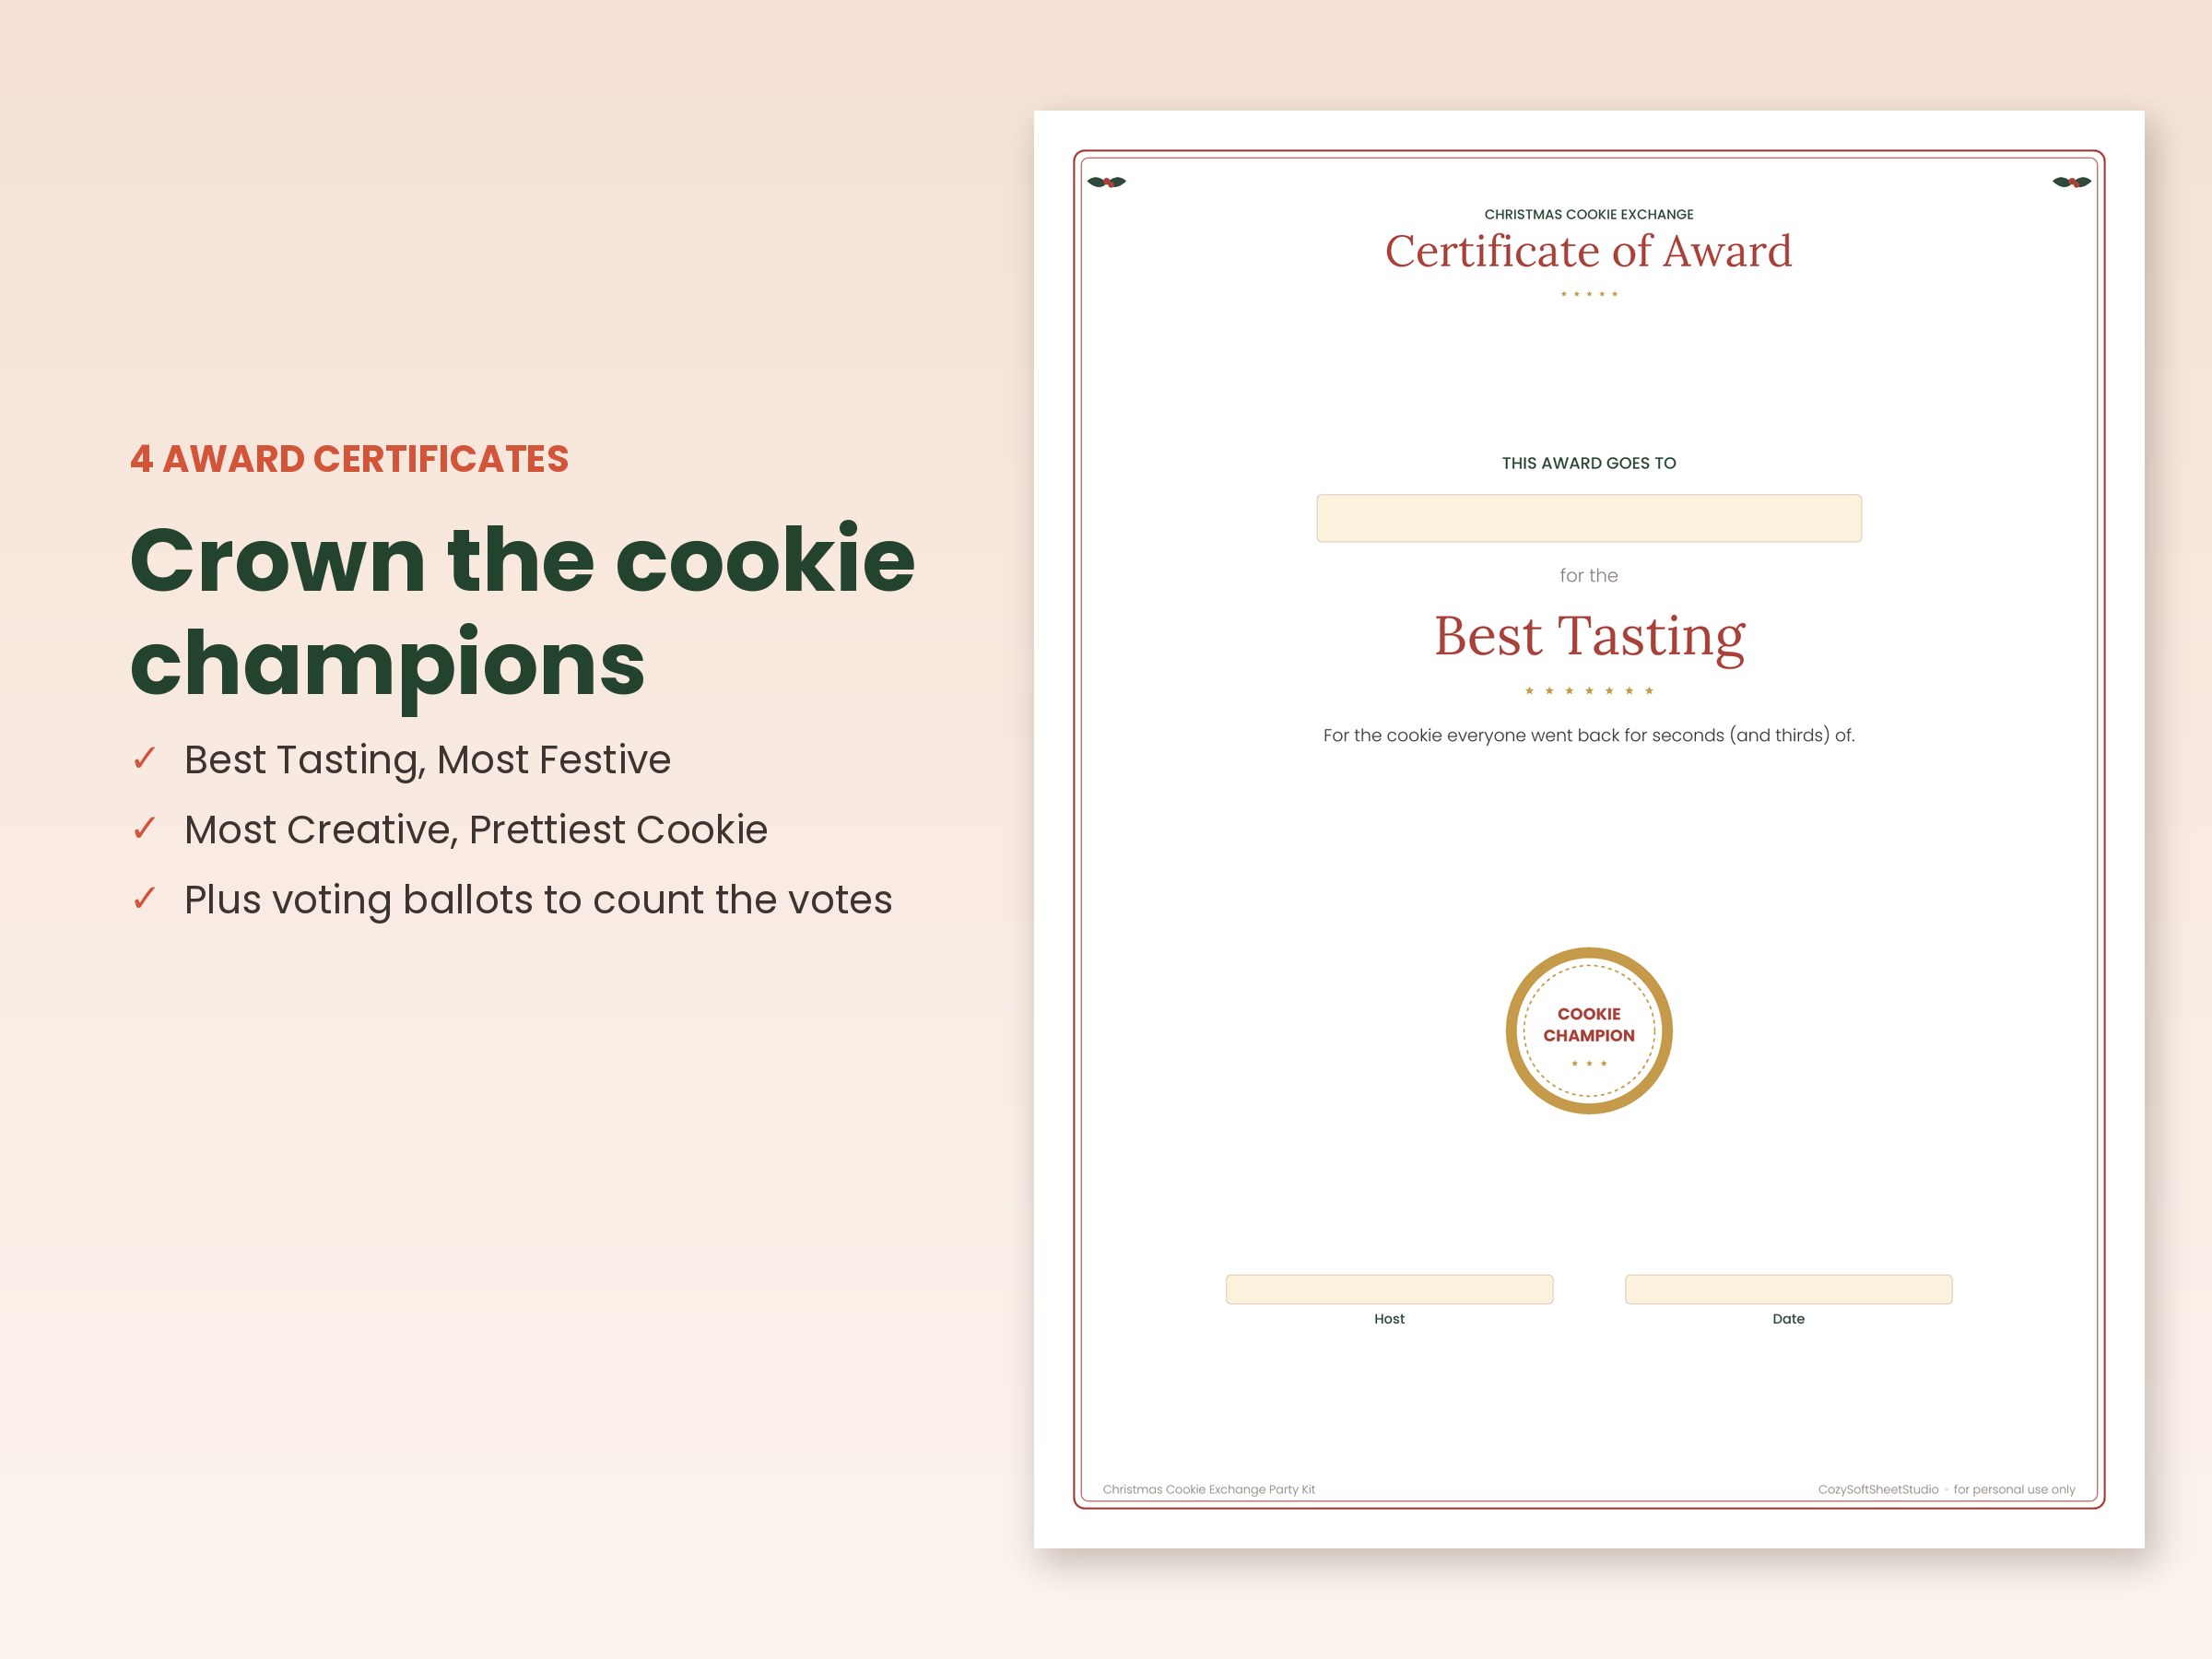 4 AWARD CERTIFICATES
Crown the cookie
champions
✓ Best Tasting, Most Festive
✓ Most Creative, Prettiest Cookie
✓ Plus voting ballots to count the votes
CHRISTMAS COOKIE EXCHANGE
Certificate of Award
THIS AWARD GOES TO
for the
Best Tasting
For the cookie everyone went back for seconds (and thirds) of.
COOKIE
CHAMPION
Host
Date
Christmas Cookie Exchange Party Kit
CozySoftSheetStudio · for personal use only